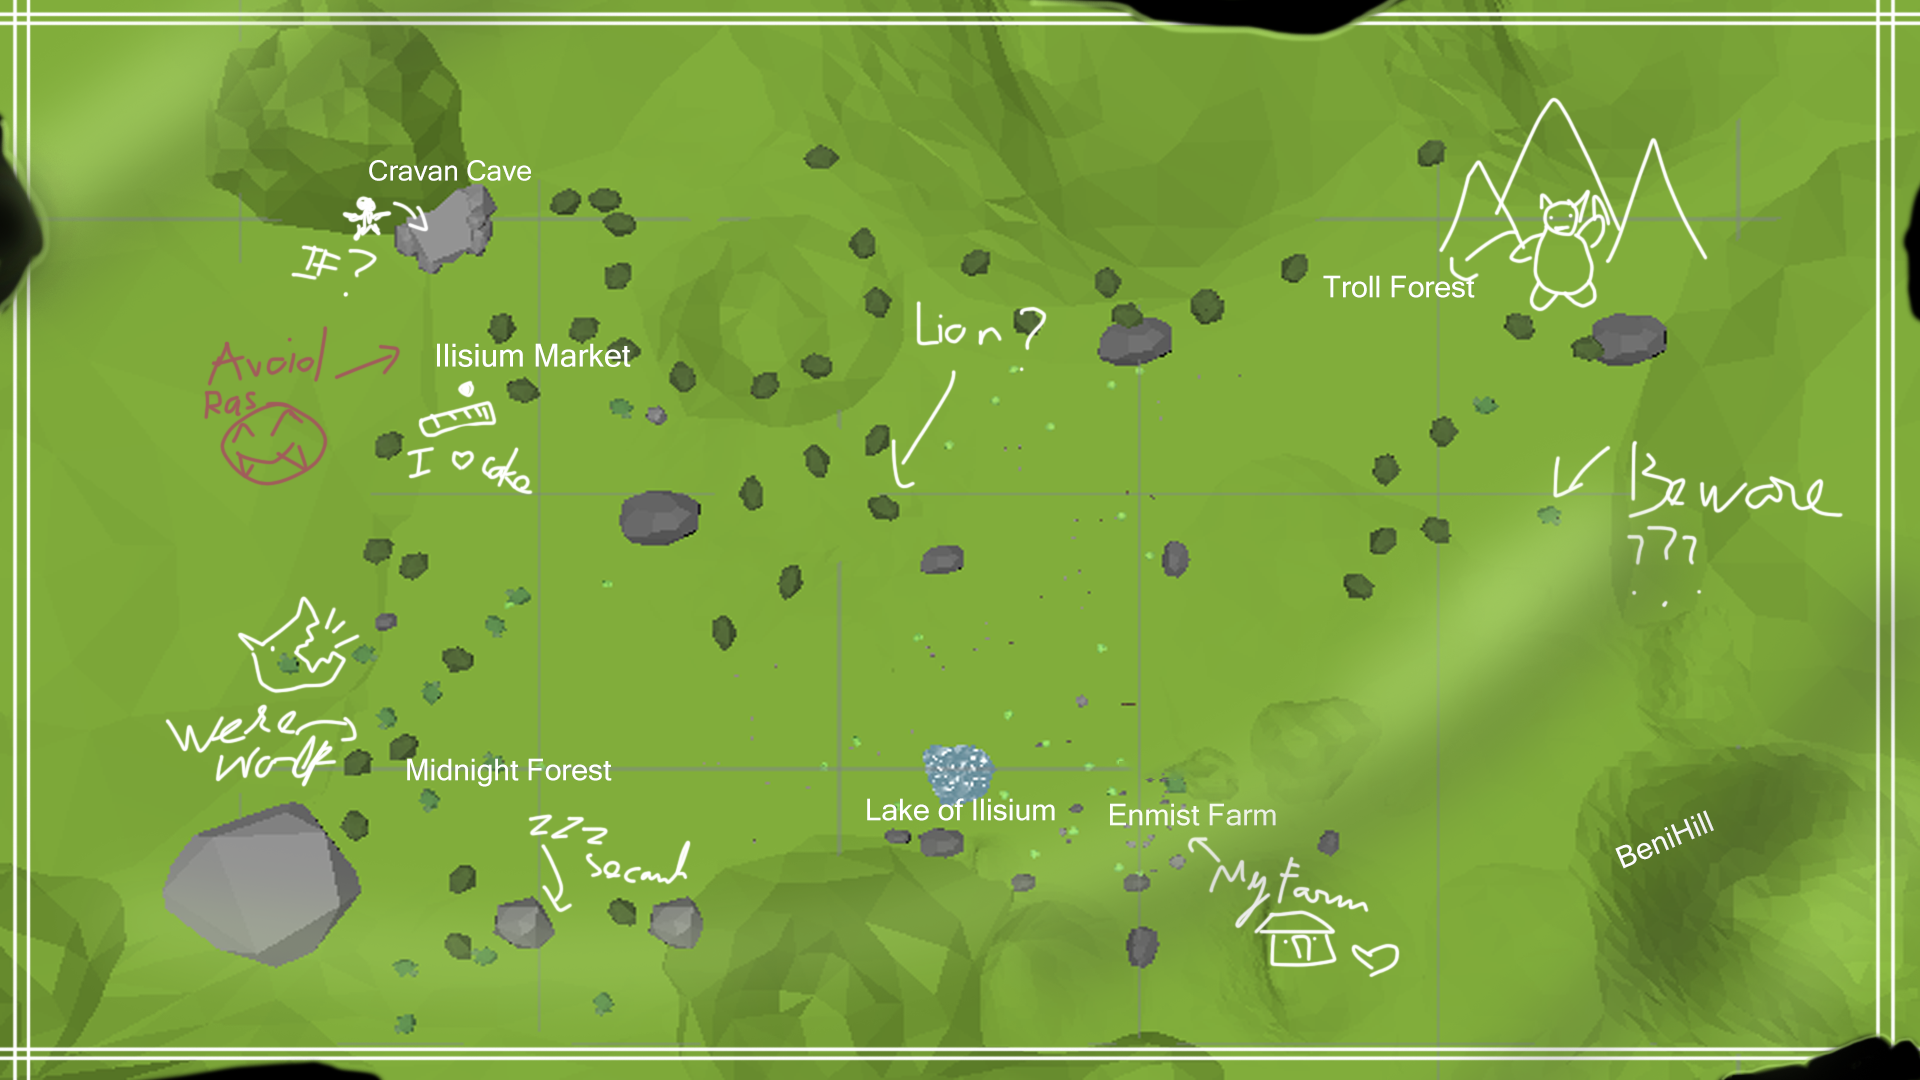 Cravan Cave
Troll Forest
Lion?
Avoid
Ras
Ilisium Market
I ♡ cake
Beware
???
Were
Wolf
Midnight Forest
zzz
Lake of Ilisium
Enmist Farm
My Farm
BeniHill